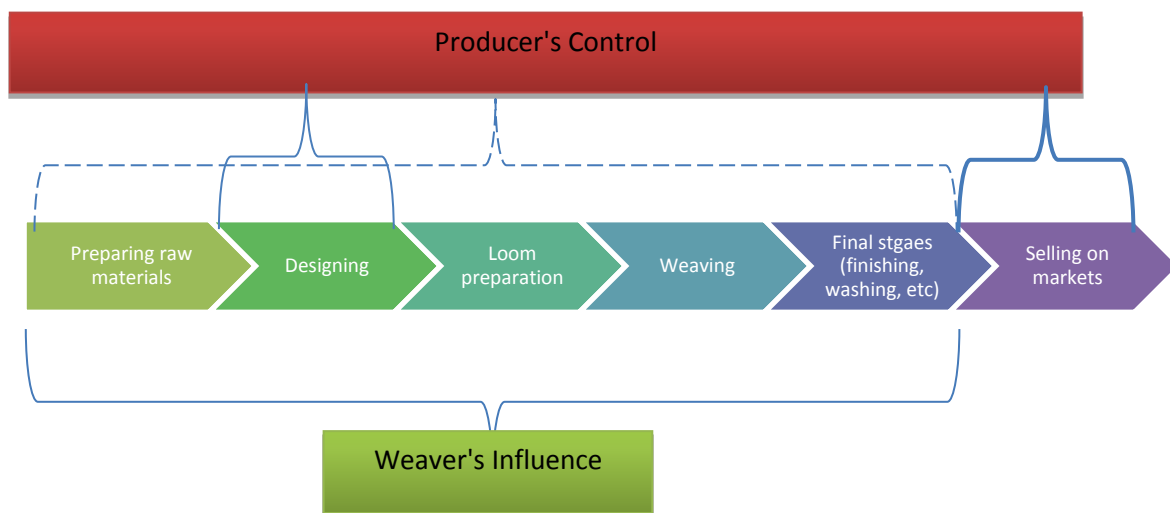 Producer's Control
Preparing raw
materials
Designing
Loom
preparation
Weaving
Final stgaes
(finishing,
washing, etc)
Selling on
markets
Weaver's Influence